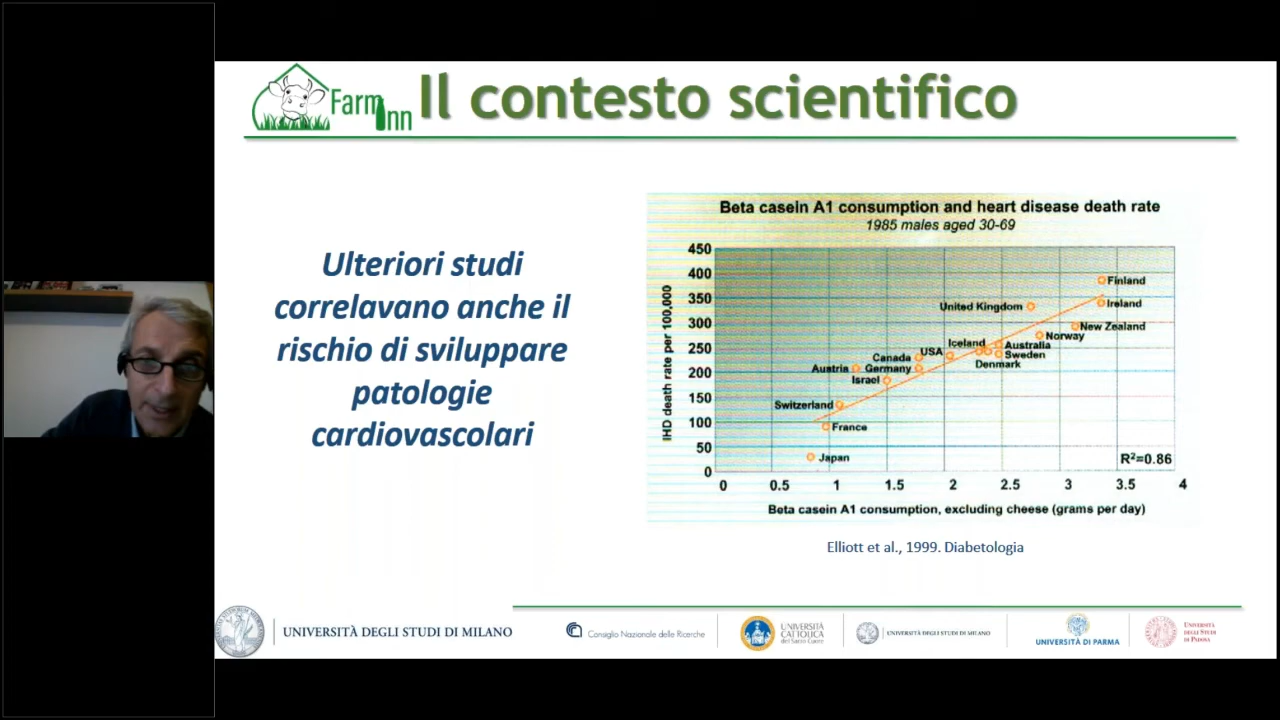 Farm
Inn
Il contesto scientifico
Ulteriori studi
correlavano anche il
rischio di sviluppare
patologie
cardiovascolari
Beta casein A1 consumption and heart disease death rate
1985 males aged 30-69
IHD death rate per 100,000
450
400
350
300
250
200
150
100
50
0
Finland
Ireland
United Kingdom
New Zealand
Norway
Iceland
Australia
USA
Sweden
Canada
Denmark
Austria
Germany
Israel
Switzerland
France
Japan
R²=0.86
0 0.5 1 1.5 2 2.5 3 3.5 4
Beta casein A1 consumption, excluding cheese (grams per day)
Elliott et al., 1999. Diabetologia
UNIVERSITÀ DEGLI STUDI DI MILANO
Consiglio Nazionale delle Ricerche
UNIVERSITÀ
CATTOLICA
del Sacro Cuore
UNIVERSITÀ DEGLI STUDI DI MILANO
UNIVERSITÀ DI PARMA
UNIVERSITÀ
DEGLI STUDI
DI PADOVA